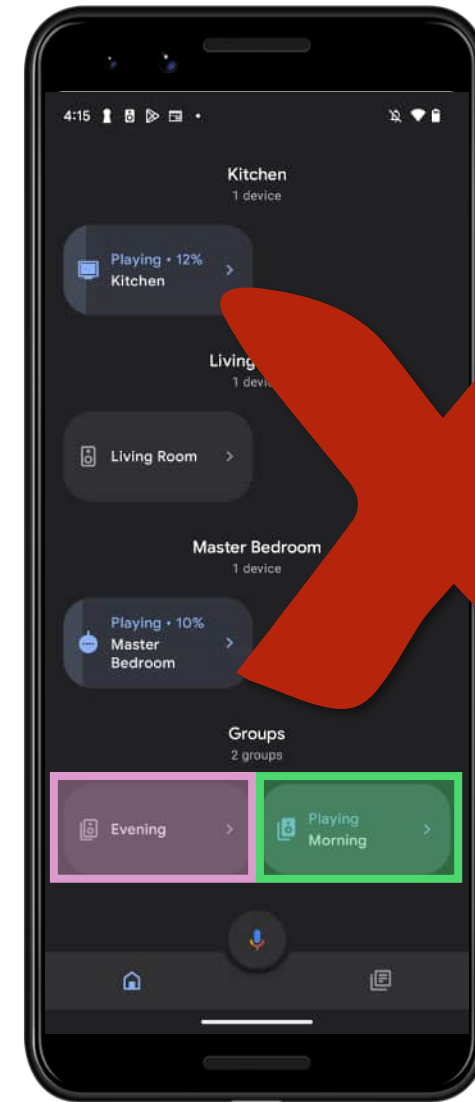 4:15
Kitchen
1 device
Playing • 12%
Kitchen
Living
1
Living Room
Master Bedroom
1 device
Playing • 10%
Master
Bedroom
Groups
2 groups
Evening
Playing
Morning